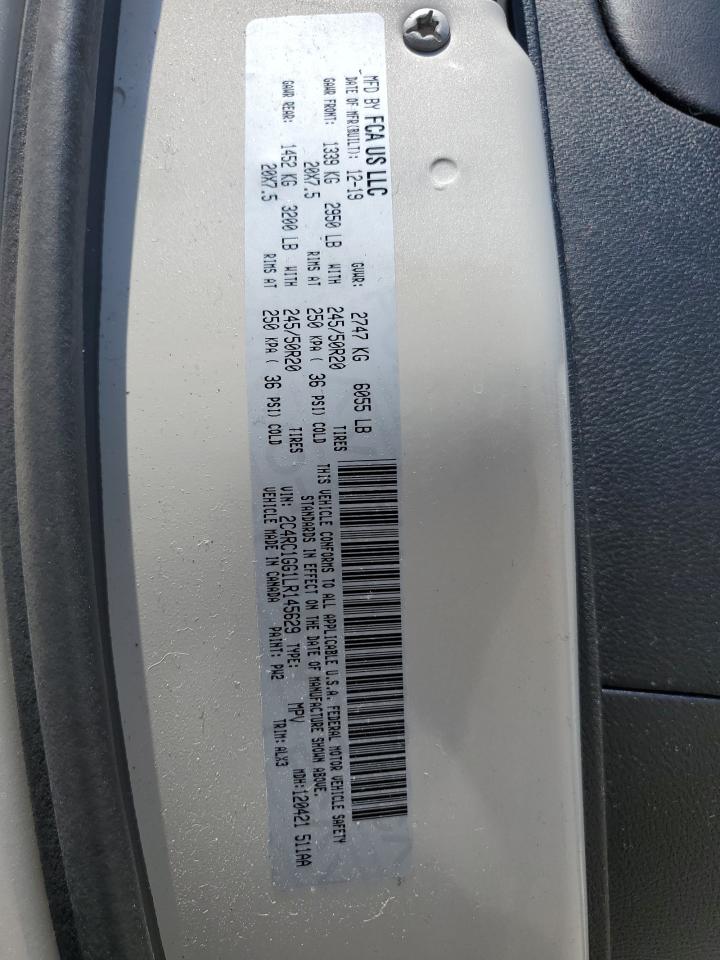 MFD BY FCA US LLC
DATE OF MFR(BUILT): 12-19 GVWR: 2747 KG 6055 LB
GAWR FRONT: 1339 KG 2950 LB WITH 245/50R20 TIRES
20X7.5 RIMS AT 250 KPA ( 36 PSI) COLD
GAWR REAR: 1452 KG 3200 LB WITH 245/50R20 TIRES
20X7.5 RIMS AT 250 KPA ( 36 PSI) COLD
THIS VEHICLE CONFORMS TO ALL APPLICABLE U.S.A. FEDERAL MOTOR VEHICLE SAFETY
STANDARDS IN EFFECT ON THE DATE OF MANUFACTURE SHOWN ABOVE.
VIN: 2C4RC1GG1LR145629 TYPE: MPV MDH:120421 511AA
VEHICLE MADE IN CANADA PAINT: PW2 TRIM: ALX3